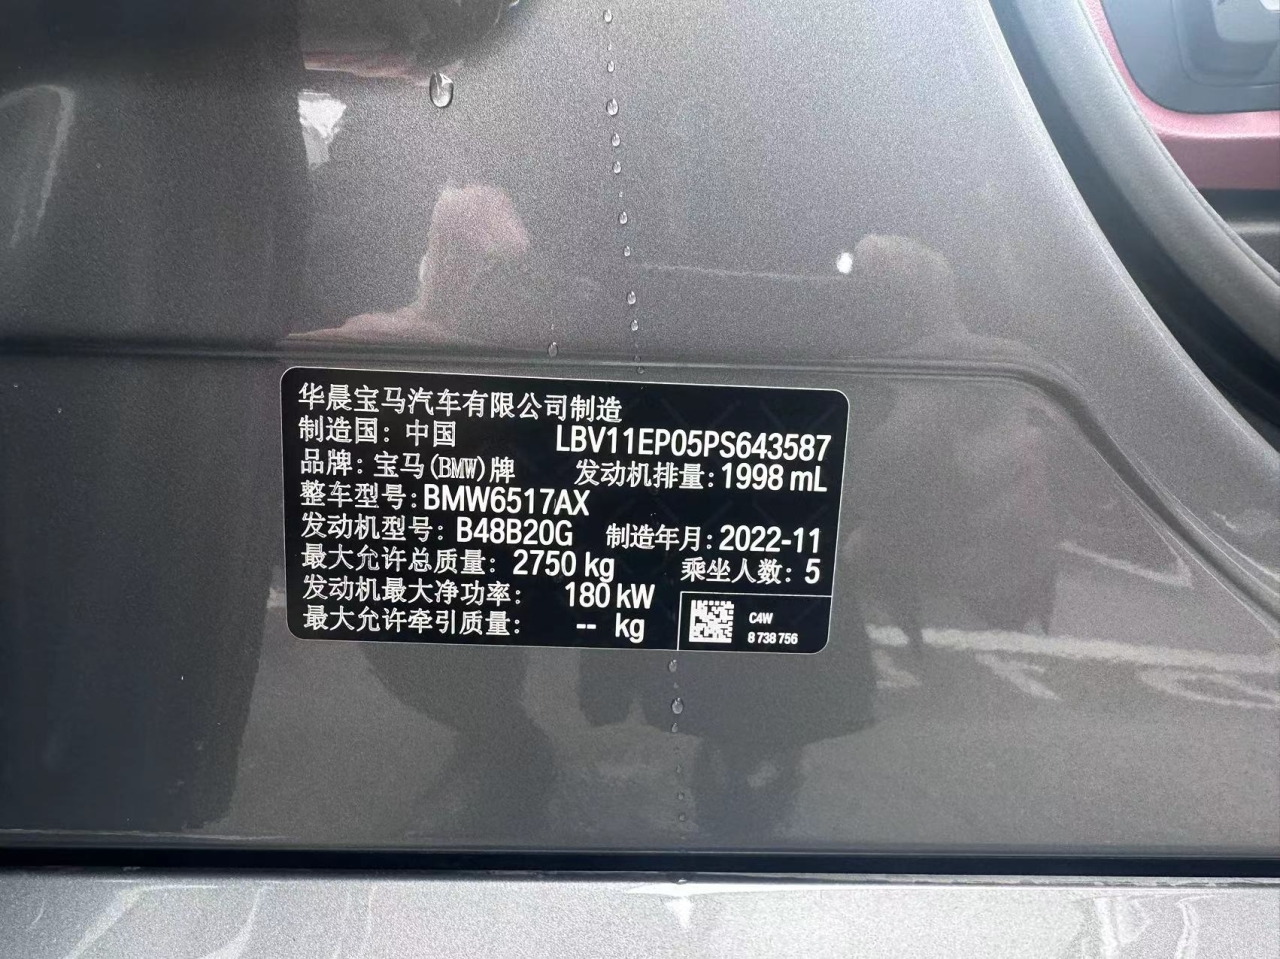 华晨宝马汽车有限公司制造
制造国：中国 LBV11EP05PS643587
品牌：宝马(BMW)牌 发动机排量：1998 mL
整车型号：BMW6517AX
发动机型号：B48B20G 制造年月：2022-11
最大允许总质量：2750 kg 乘坐人数：5
发动机最大净功率：180 kW
最大允许牵引质量：-- kg
C4W
8 738 756